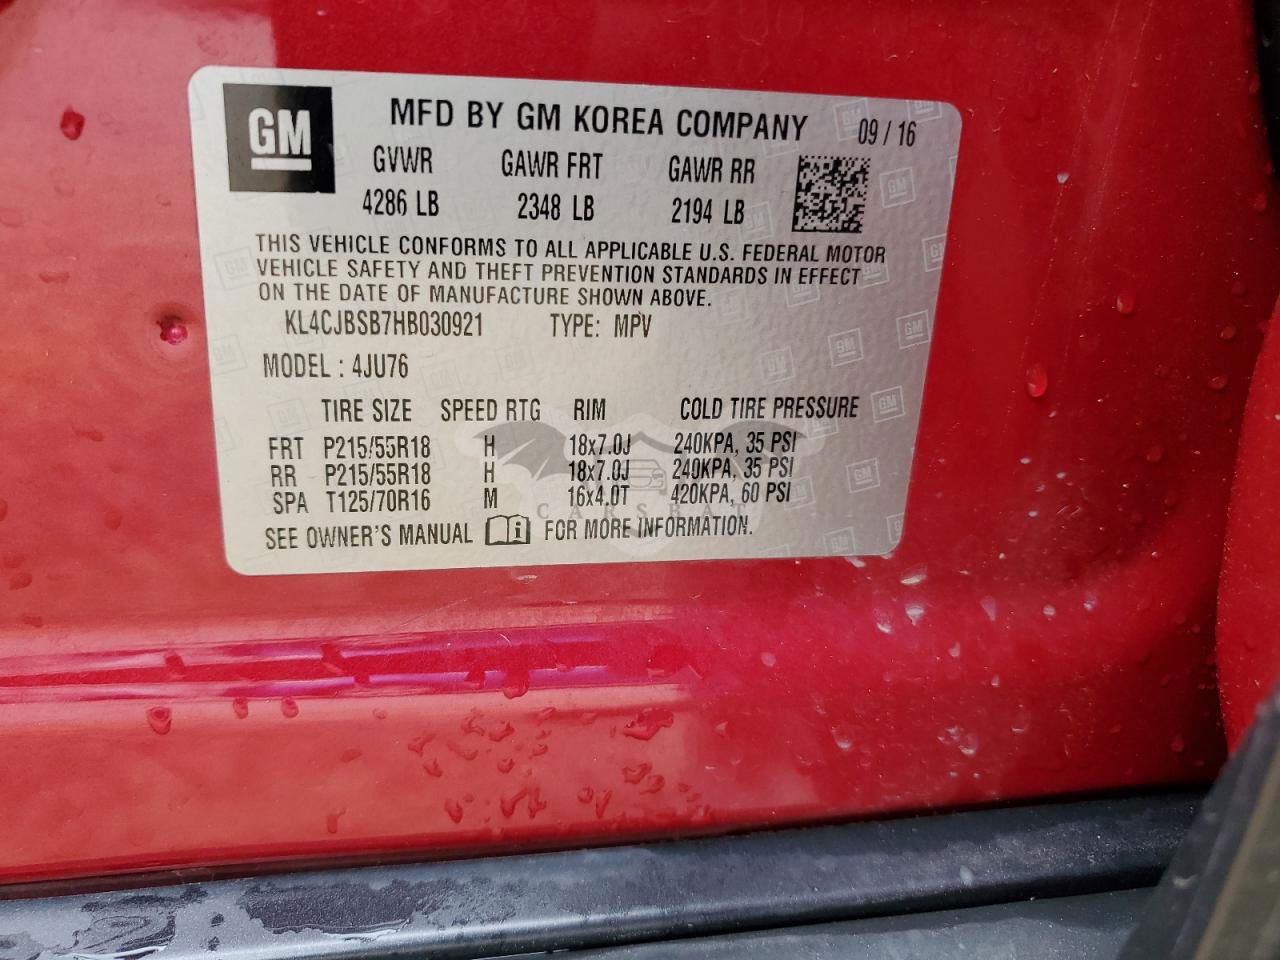 GM
MFD BY GM KOREA COMPANY 09 / 16
GVWR GAWR FRT GAWR RR
4286 LB 2348 LB 2194 LB
THIS VEHICLE CONFORMS TO ALL APPLICABLE U.S. FEDERAL MOTOR
VEHICLE SAFETY AND THEFT PREVENTION STANDARDS IN EFFECT
ON THE DATE OF MANUFACTURE SHOWN ABOVE.
KL4CJBSB7HB030921 TYPE: MPV
MODEL : 4JU76
TIRE SIZE SPEED RTG RIM COLD TIRE PRESSURE
FRT P215/55R18 H 18x7.0J 240KPA, 35 PSI
RR P215/55R18 H 18x7.0J 240KPA, 35 PSI
SPA T125/70R16 M 16x4.0T 420KPA, 60 PSI
CARSBAT
SEE OWNER'S MANUAL FOR MORE INFORMATION.